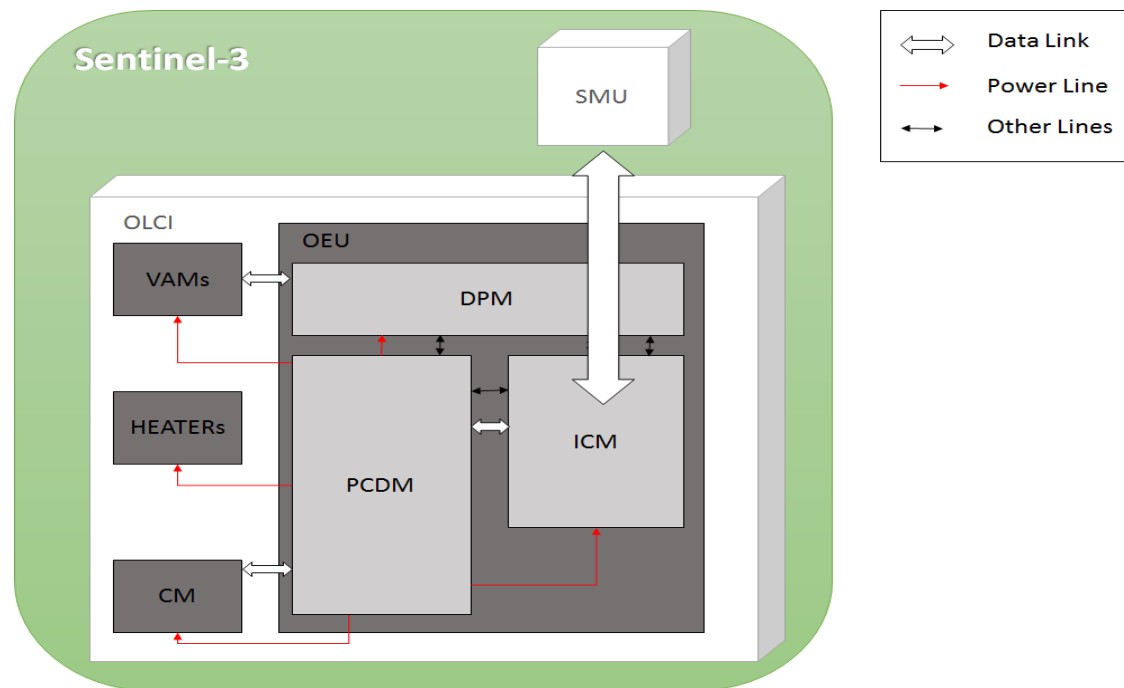 Sentinel-3
SMU
Data Link
Power Line
Other Lines
OLCI
OEU
VAMs
DPM
HEATERs
ICM
PCDM
CM